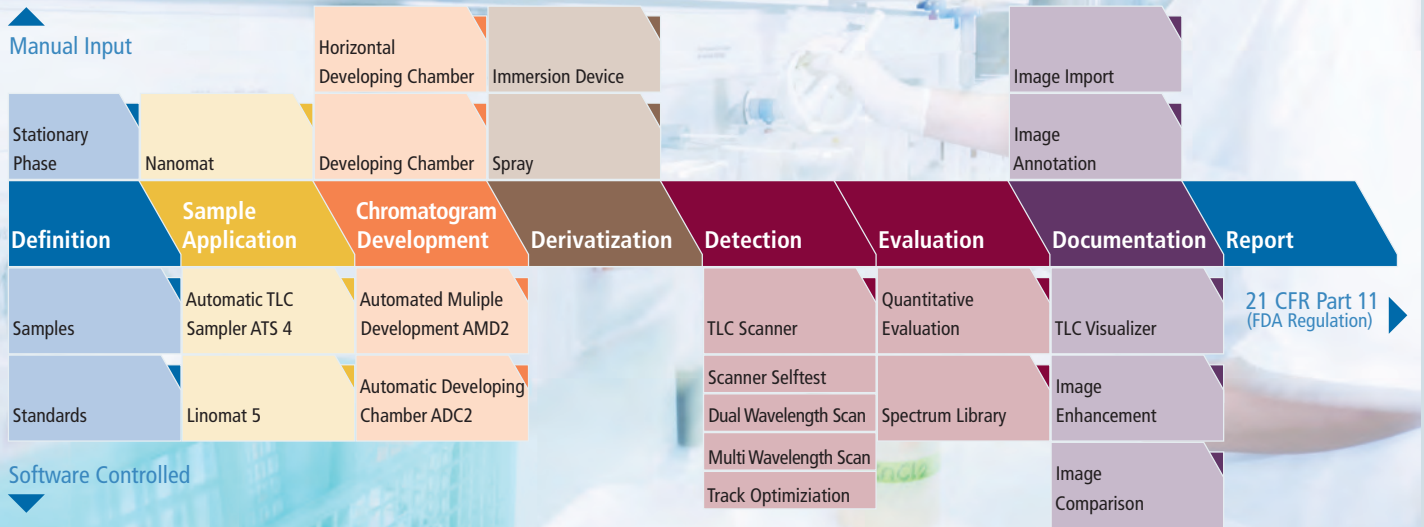 Manual Input
Horizontal
Developing Chamber
Immersion Device
Image Import
Stationary
Phase
Nanomat
Developing Chamber
Spray
Image
Annotation
Definition
Sample
Application
Chromatogram
Development
Derivatization
Detection
Evaluation
Documentation
Report
Samples
Automatic TLC
Sampler ATS 4
Automated Muliple
Development AMD2
TLC Scanner
Quantitative
Evaluation
TLC Visualizer
21 CFR Part 11
(FDA Regulation)
Standards
Linomat 5
Automatic Developing
Chamber ADC2
Scanner Selftest
Dual Wavelength Scan
Multi Wavelength Scan
Track Optimiziation
Spectrum Library
Image
Enhancement
Image
Comparison
Software Controlled